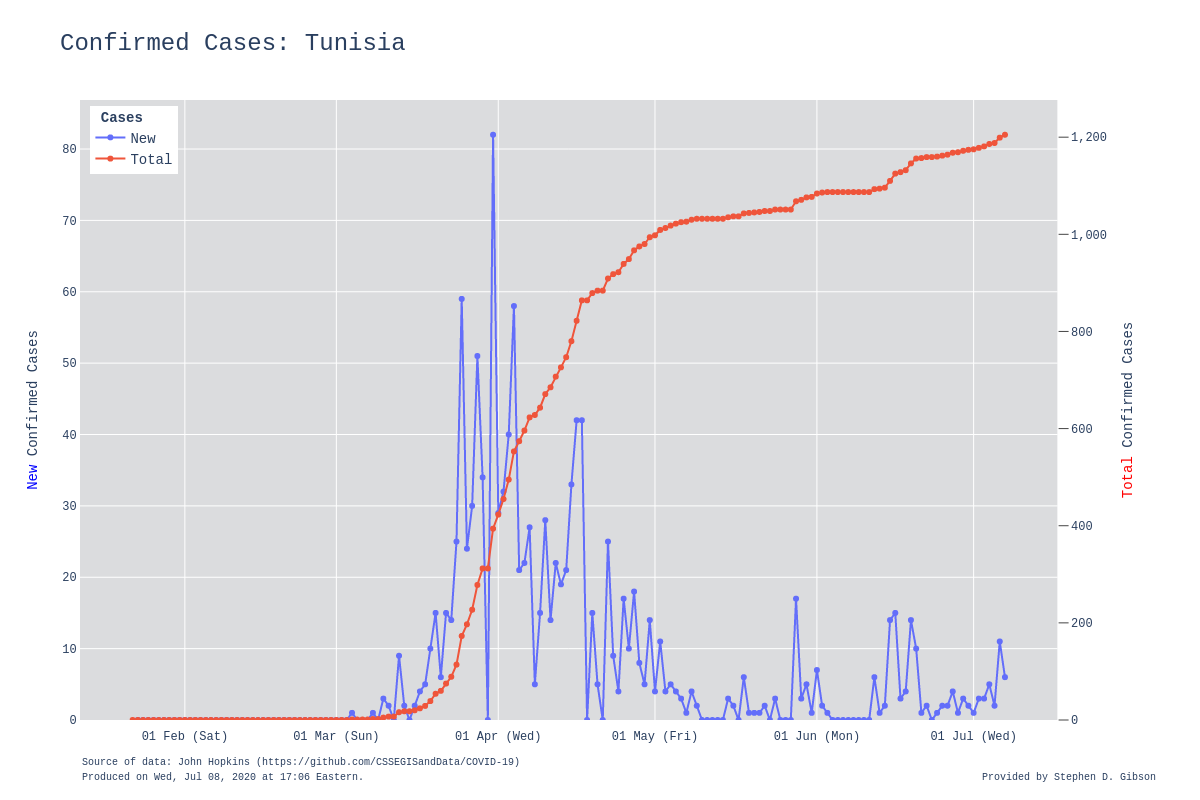 Confirmed Cases: Tunisia
Cases
New
Total
80
70
60
50
40
30
20
10
0
1,200
1,000
800
600
400
200
0
New Confirmed Cases
Total Confirmed Cases
01 Feb (Sat)
01 Mar (Sun)
01 Apr (Wed)
01 May (Fri)
01 Jun (Mon)
01 Jul (Wed)
Source of data: John Hopkins (https://github.com/CSSEGISandData/COVID-19)
Produced on Wed, Jul 08, 2020 at 17:06 Eastern.
Provided by Stephen D. Gibson